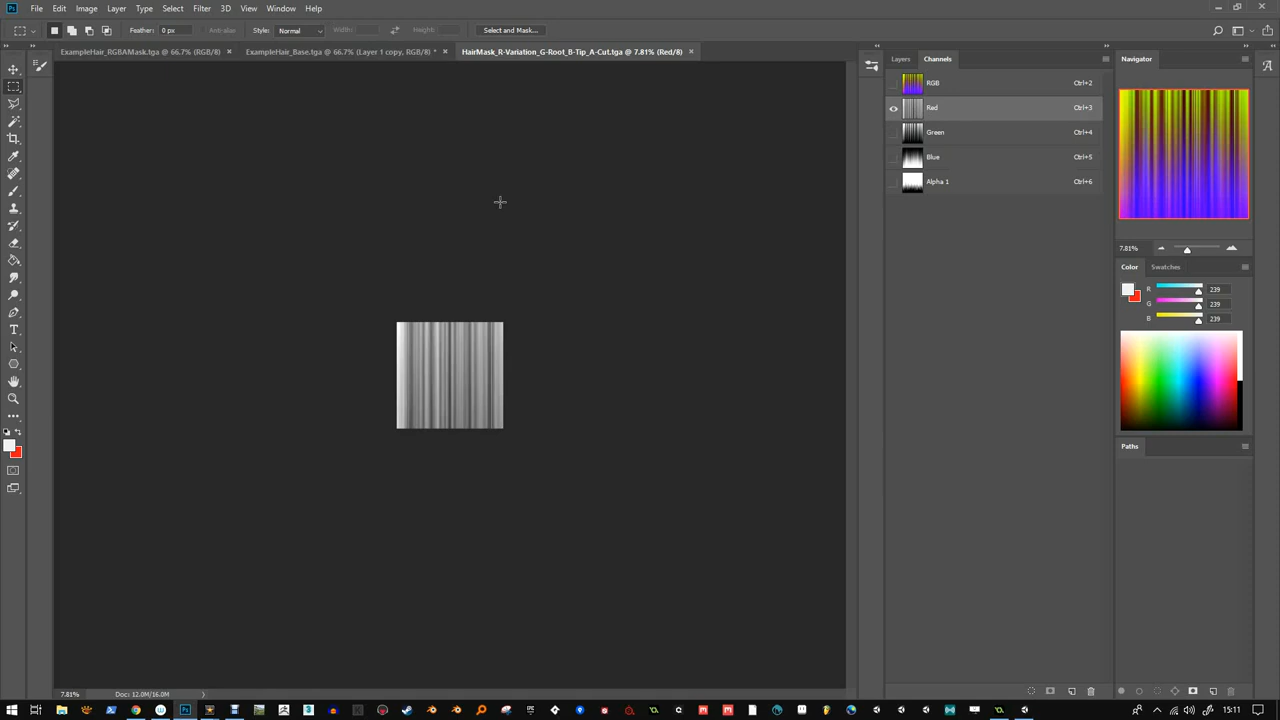 File Edit Image Layer Type Select Filter 3D View Window Help
Feather: 0 px Anti-alias Style: Normal Width: Height: Select and Mask...
ExampleHair_RGBAMask.tga @ 66.7% (RGB/8) × ExampleHair_Base.tga @ 66.7% (Layer 1 copy, RGB/8) * × HairMask_R-Variation_G-Root_B-Tip_A-Cut.tga @ 7.81% (Red/8) ×
Layers Channels
RGB Ctrl+2
Red Ctrl+3
Green Ctrl+4
Blue Ctrl+5
Alpha 1 Ctrl+6
Navigator
7.81%
Color Swatches
R 239
G 239
B 239
Paths
7.81% Doc: 12.0M/16.0M
15:11